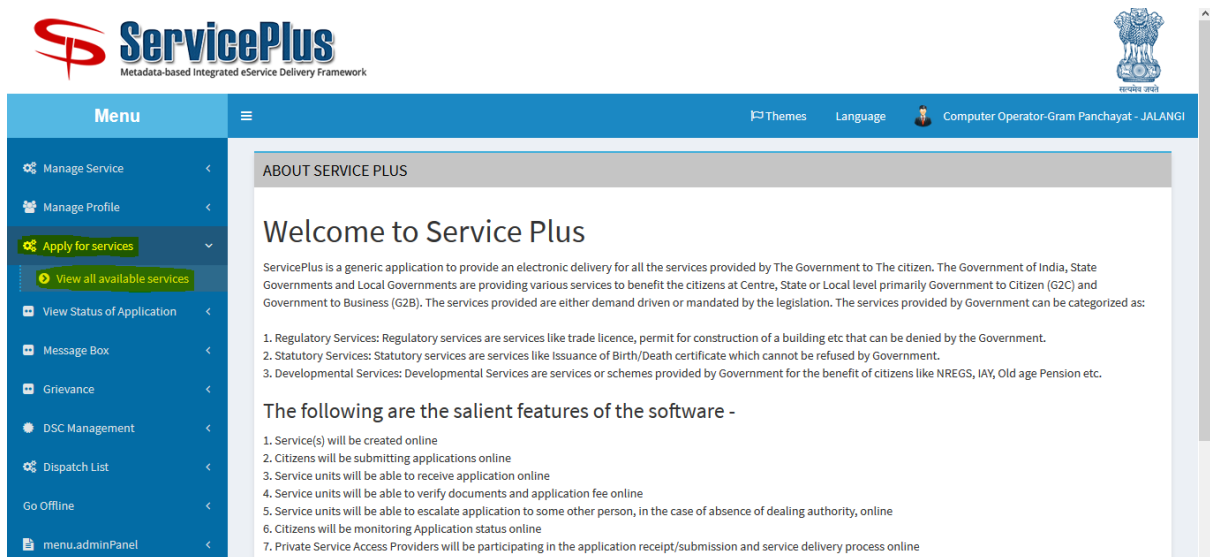 ServicePlus
Metadata-based Integrated eService Delivery Framework
सत्यमेव जयते
Menu
Themes
Language
Computer Operator-Gram Panchayat - JALANGI
Manage Service
Manage Profile
Apply for services
View all available services
View Status of Application
Message Box
Grievance
DSC Management
Dispatch List
Go Offline
menu.adminPanel
ABOUT SERVICE PLUS
Welcome to Service Plus
ServicePlus is a generic application to provide an electronic delivery for all the services provided by The Government to The citizen. The Government of India, State
Governments and Local Governments are providing various services to benefit the citizens at Centre, State or Local level primarily Government to Citizen (G2C) and
Government to Business (G2B). The services provided are either demand driven or mandated by the legislation. The services provided by Government can be categorized as:
1. Regulatory Services: Regulatory services are services like trade licence, permit for construction of a building etc that can be denied by the Government.
2. Statutory Services: Statutory services are services like Issuance of Birth/Death certificate which cannot be refused by Government.
3. Developmental Services: Developmental Services are services or schemes provided by Government for the benefit of citizens like NREGS, IAY, Old age Pension etc.
The following are the salient features of the software -
1. Service(s) will be created online
2. Citizens will be submitting applications online
3. Service units will be able to receive application online
4. Service units will be able to verify documents and application fee online
5. Service units will be able to escalate application to some other person, in the case of absence of dealing authority, online
6. Citizens will be monitoring Application status online
7. Private Service Access Providers will be participating in the application receipt/submission and service delivery process online